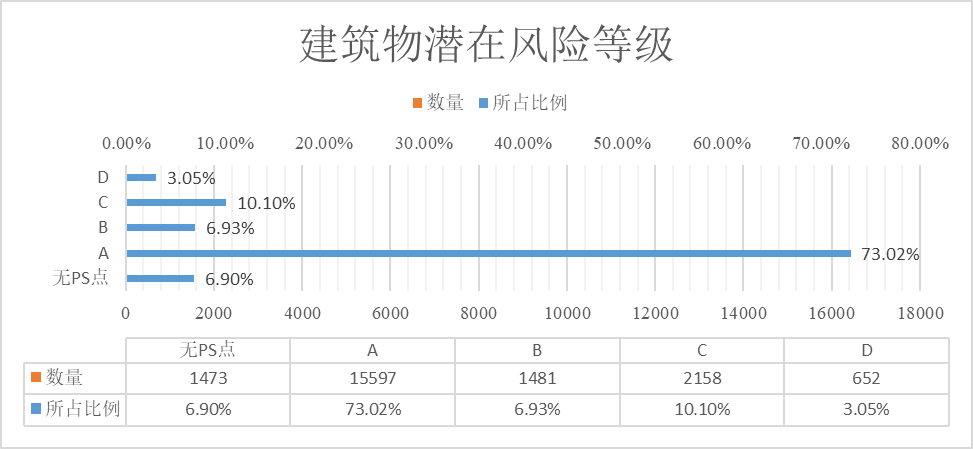 建筑物潜在风险等级
数量 所占比例
0.00% 10.00% 20.00% 30.00% 40.00% 50.00% 60.00% 70.00% 80.00%
D 3.05%
C 10.10%
B 6.93%
A 73.02%
无PS点 6.90%
0 2000 4000 6000 8000 10000 12000 14000 16000 18000
无PS点 A B C D
数量 1473 15597 1481 2158 652
所占比例 6.90% 73.02% 6.93% 10.10% 3.05%